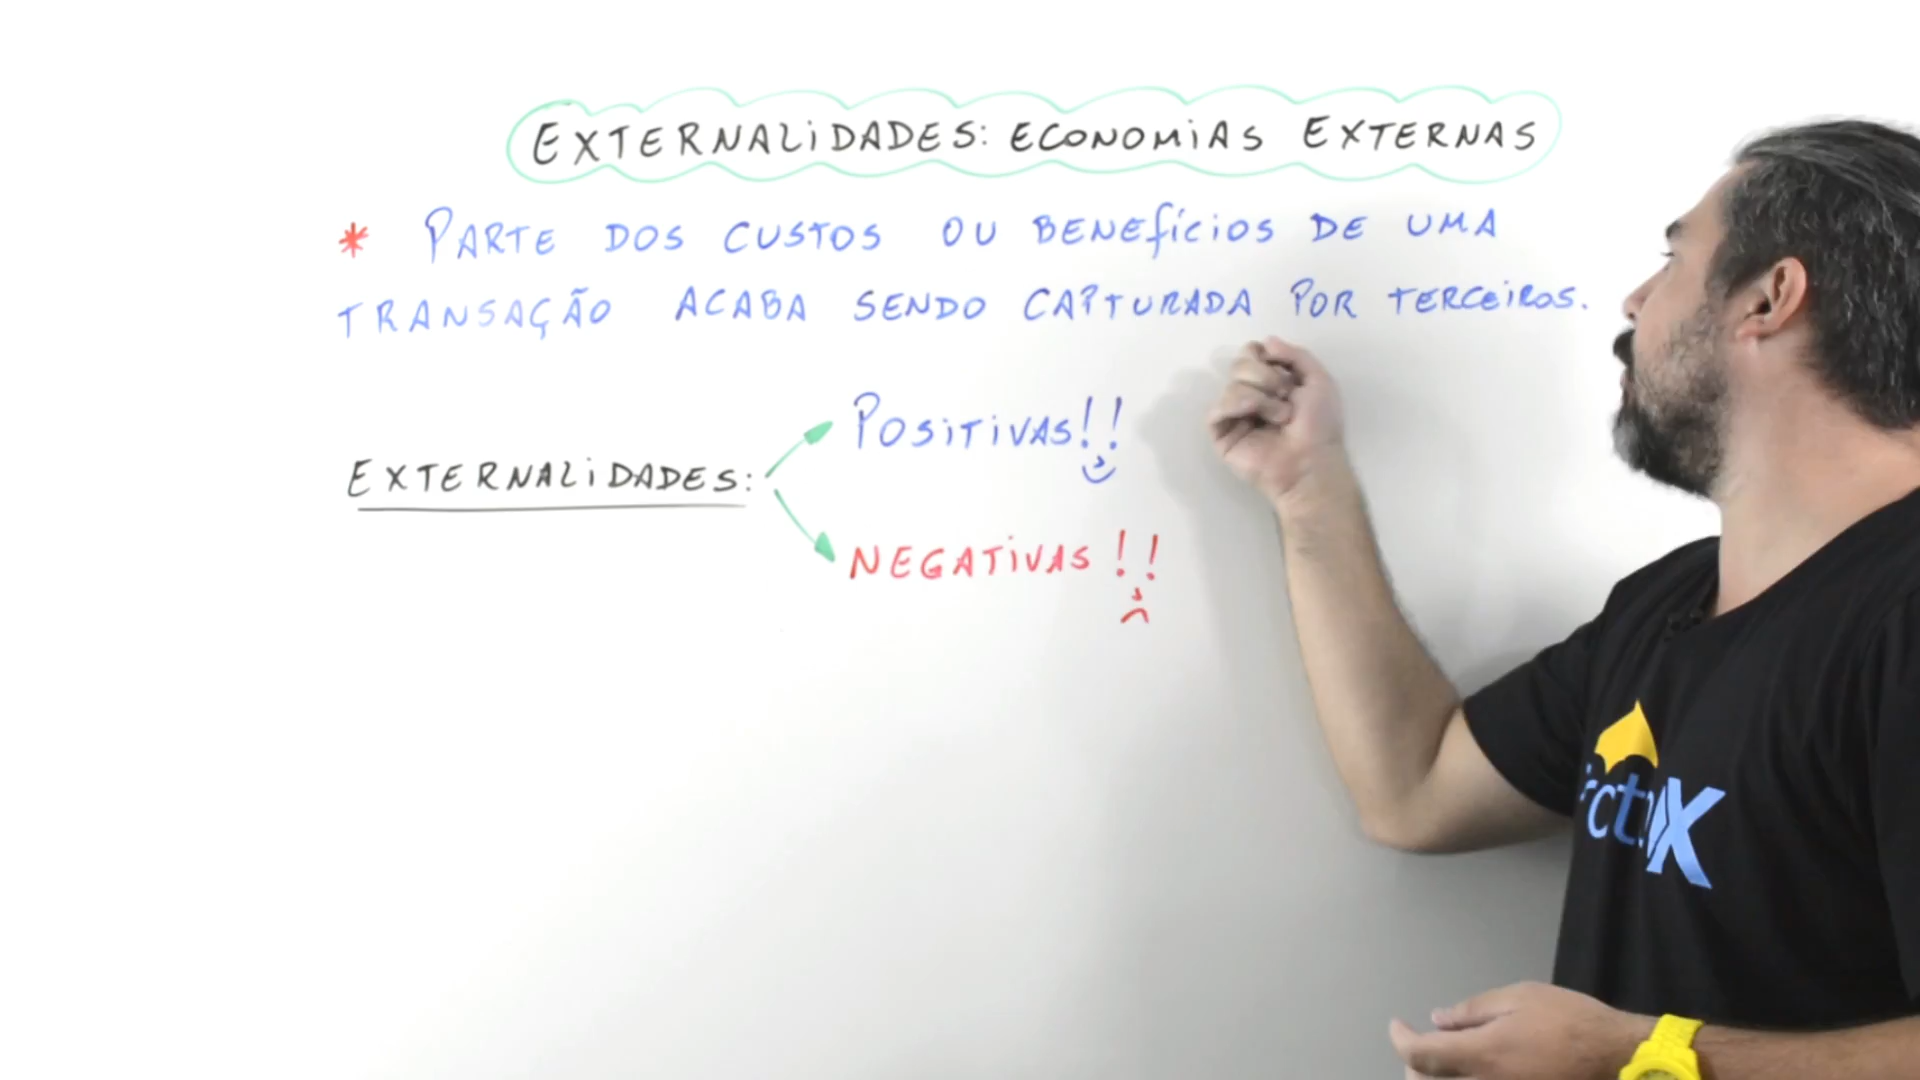 EXTERNALIDADES: ECONOMIAS EXTERNAS
* PARTE DOS CUSTOS OU BENEFÍCIOS DE UMA
TRANSAÇÃO ACABA SENDO CAPTURADA POR TERCEIROS.
POSITIVAS!!
EXTERNALIDADES:
NEGATIVAS!!